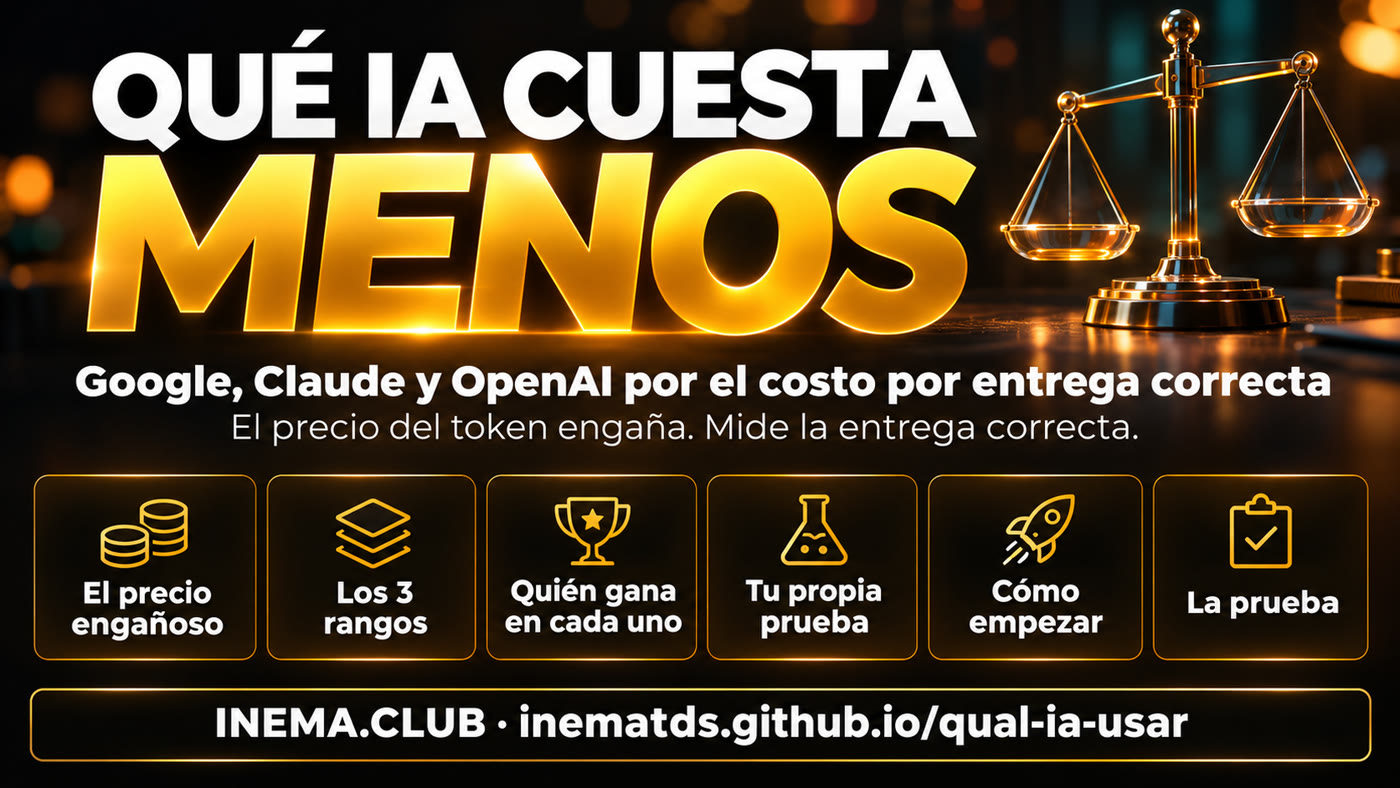 QUÉ IA CUESTA
MENOS
Google, Claude y OpenAI por el costo por entrega correcta
El precio del token engaña. Mide la entrega correcta.
El precio
engañoso
Los 3
rangos
Quién gana
en cada uno
Tu propia
prueba
Cómo
empezar
La prueba
INEMA.CLUB · inematds.github.io/qual-ia-usar